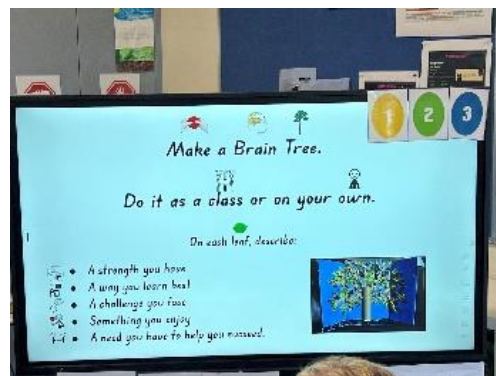 1 2 3
Make a Brain Tree.
Do it as a class or on your own.
On each leaf, describe:
• A strength you have
• A way you learn best
• A challenge you face
• Something you enjoy
• A need you have to help you succeed.